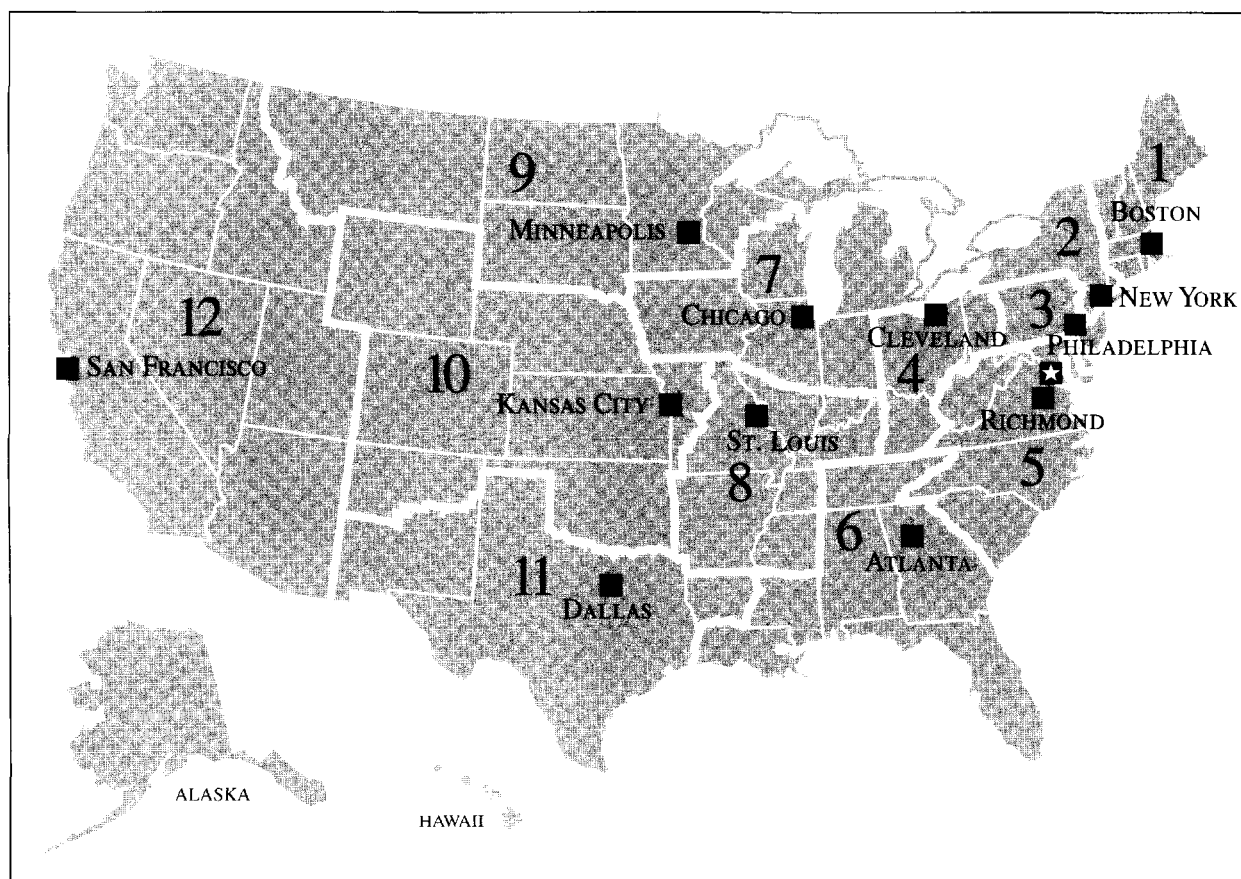 1
BOSTON
2
NEW YORK
3
PHILADELPHIA
9
MINNEAPOLIS
7
CHICAGO
CLEVELAND
4
12
SAN FRANCISCO
10
KANSAS CITY
ST. LOUIS
8
RICHMOND
5
6
ATLANTA
11
DALLAS
ALASKA
HAWAII